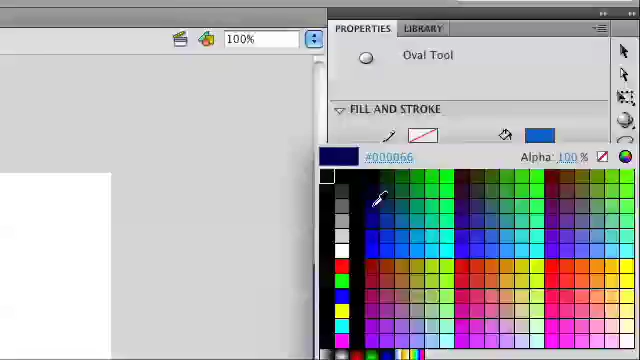 PROPERTIES LIBRARY
100%
Oval Tool
FILL AND STROKE
#000066 Alpha: 100 %